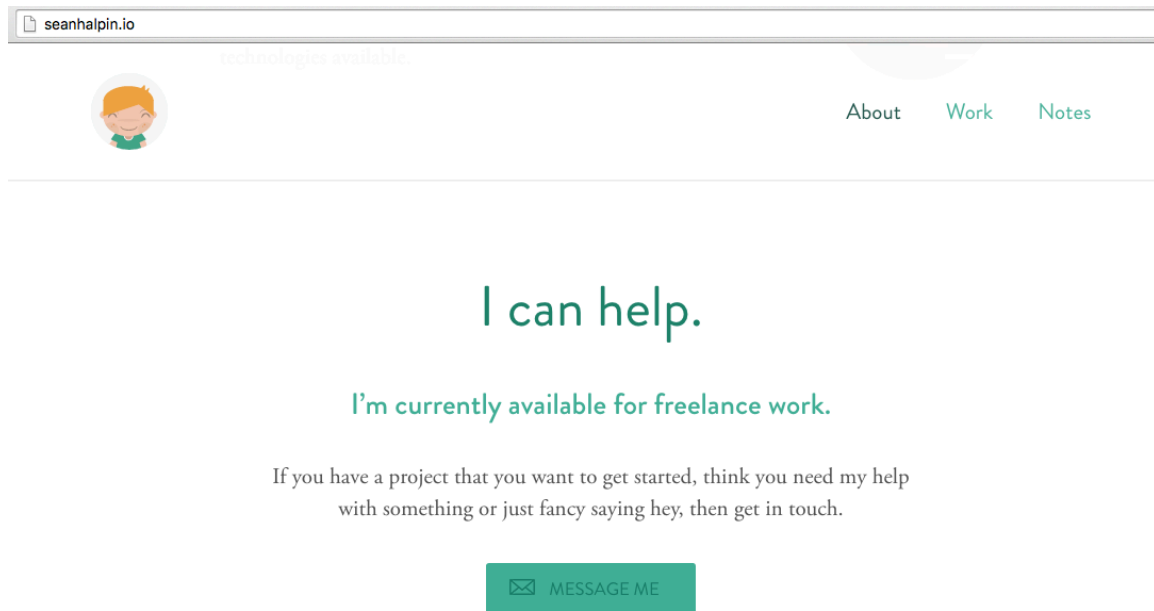 seanhalpin.io
technologies available.
About Work Notes
I can help.
I'm currently available for freelance work.
If you have a project that you want to get started, think you need my help
with something or just fancy saying hey, then get in touch.
MESSAGE ME